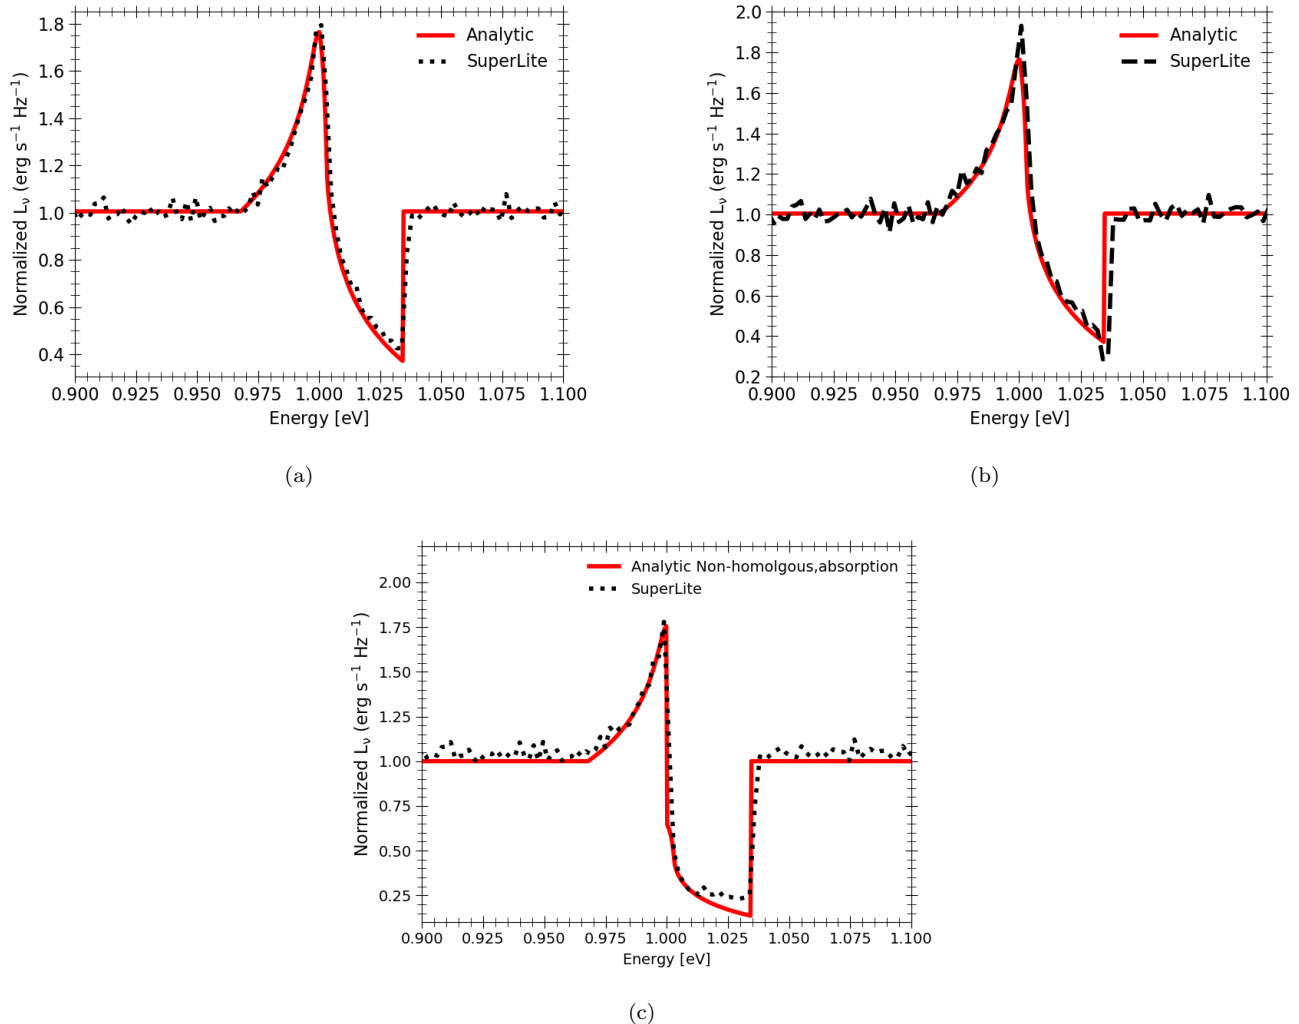 Analytic
SuperLite
1.8
1.6
1.4
1.2
1.0
0.8
0.6
0.4
Normalized Lν (erg s⁻¹ Hz⁻¹)
0.900 0.925 0.950 0.975 1.000 1.025 1.050 1.075 1.100
Energy [eV]
(a)
Analytic
SuperLite
2.0
1.8
1.6
1.4
1.2
1.0
0.8
0.6
0.4
0.2
Normalized Lν (erg s⁻¹ Hz⁻¹)
0.900 0.925 0.950 0.975 1.000 1.025 1.050 1.075 1.100
Energy [eV]
(b)
Analytic Non-homolgous,absorption
SuperLite
2.00
1.75
1.50
1.25
1.00
0.75
0.50
0.25
Normalized Lν (erg s⁻¹ Hz⁻¹)
0.900 0.925 0.950 0.975 1.000 1.025 1.050 1.075 1.100
Energy [eV]
(c)